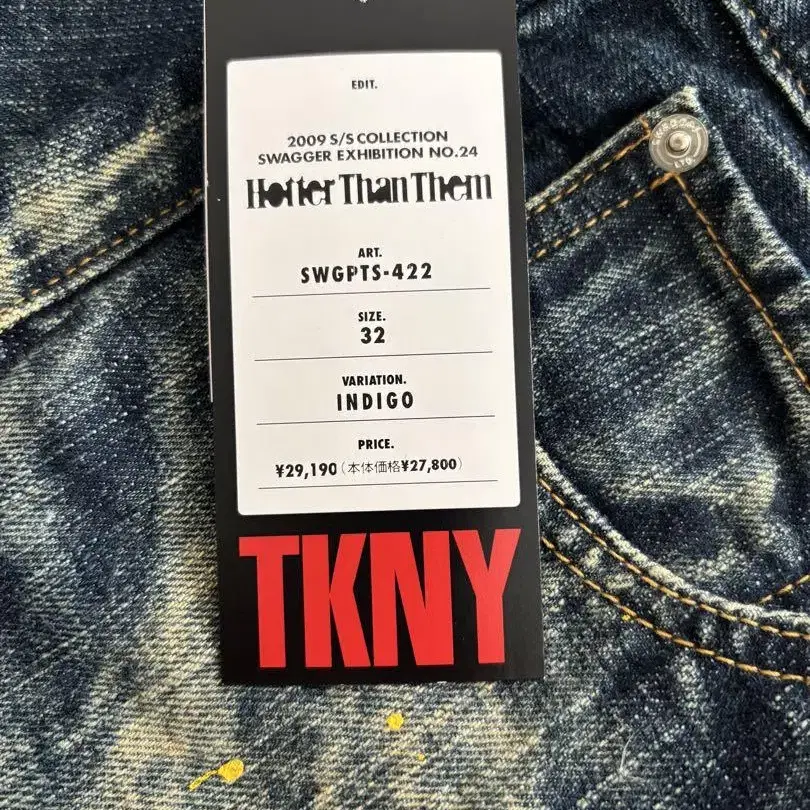 EDIT.
2009 S/S COLLECTION
SWAGGER EXHIBITION NO.24
Hotter Than Them
ART.
SWGPTS-422
SIZE.
32
VARIATION.
INDIGO
PRICE.
¥29,190(本体価格¥27,800)
TKNY
LTD